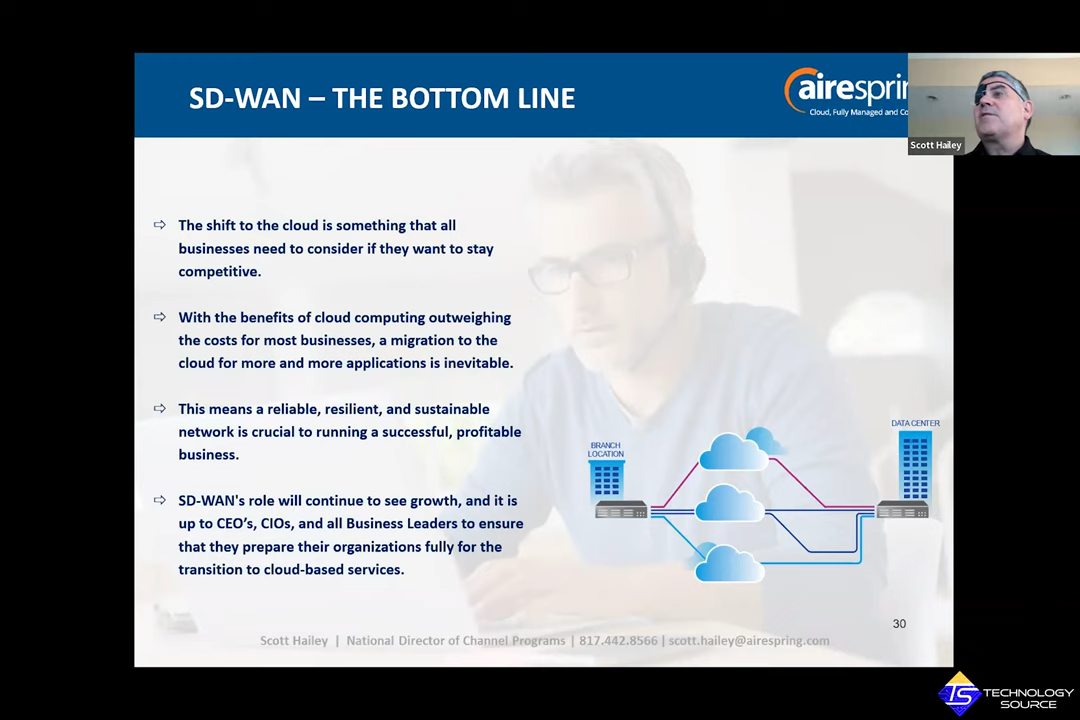 SD-WAN – THE BOTTOM LINE
airesprin
Cloud, Fully Managed and Co
Scott Hailey
The shift to the cloud is something that all
businesses need to consider if they want to stay
competitive.
With the benefits of cloud computing outweighing
the costs for most businesses, a migration to the
cloud for more and more applications is inevitable.
This means a reliable, resilient, and sustainable
network is crucial to running a successful, profitable
business.
SD-WAN's role will continue to see growth, and it is
up to CEO’s, CIOs, and all Business Leaders to ensure
that they prepare their organizations fully for the
transition to cloud-based services.
BRANCH
LOCATION
DATA CENTER
30
Scott Hailey | National Director of Channel Programs | 817.442.8566 | scott.hailey@airespring.com
TS TECHNOLOGY
SOURCE